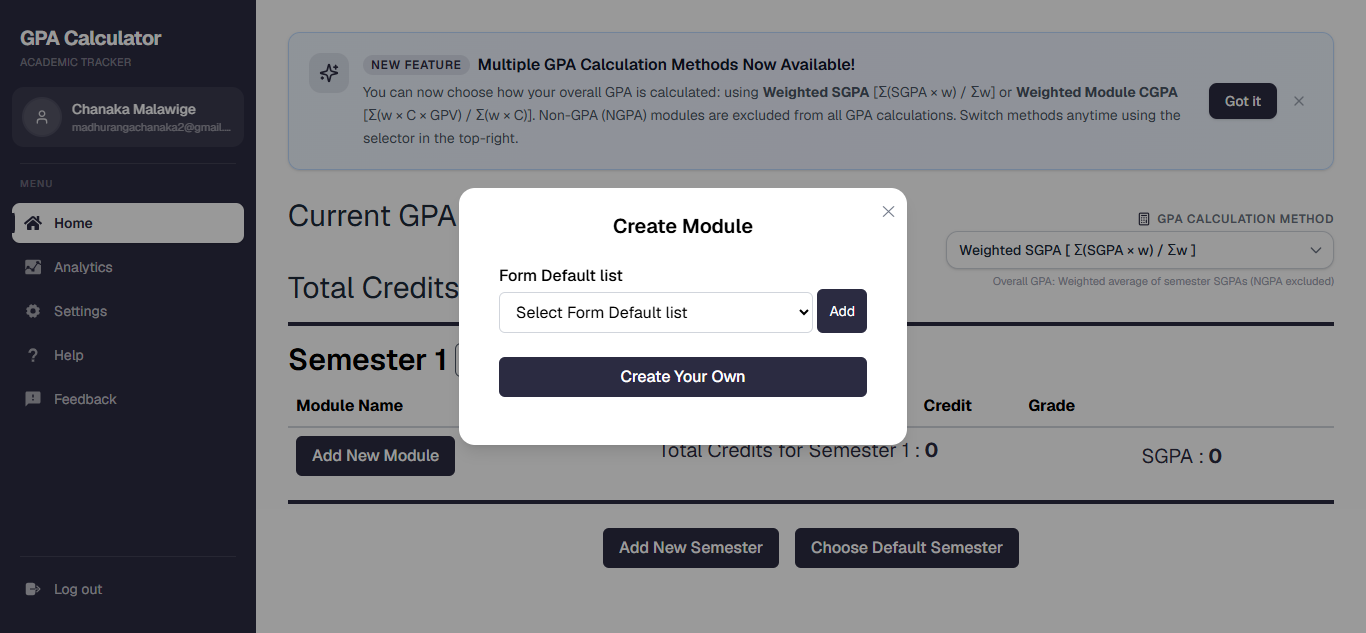 GPA Calculator
ACADEMIC TRACKER
Chanaka Malawige
madhurangachanaka2@gmail....
MENU
Home
Analytics
Settings
Help
Feedback
Log out
NEW FEATURE Multiple GPA Calculation Methods Now Available!
You can now choose how your overall GPA is calculated: using Weighted SGPA [Σ(SGPA × w) / Σw] or Weighted Module CGPA
[Σ(w × C × GPV) / Σ(w × C)]. Non-GPA (NGPA) modules are excluded from all GPA calculations. Switch methods anytime using the
selector in the top-right.
Got it
Current GPA
GPA CALCULATION METHOD
Weighted SGPA [ Σ(SGPA × w) / Σw ]
Overall GPA: Weighted average of semester SGPAs (NGPA excluded)
Total Credits
Create Module
Form Default list
Select Form Default list
Add
Create Your Own
Semester 1
Module Name Credit Grade
Add New Module
Total Credits for Semester 1 : 0
SGPA : 0
Add New Semester
Choose Default Semester